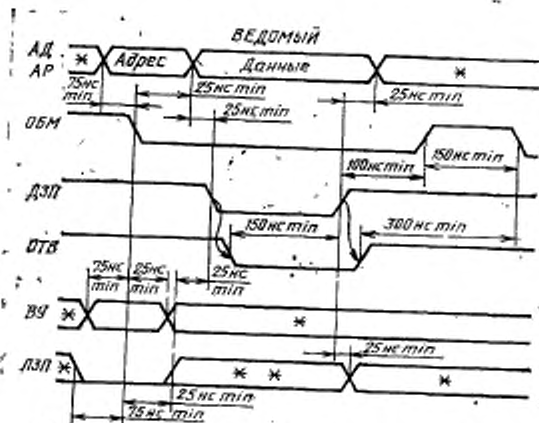 ВЕДОМЫЙ
АД
АР
* Адрес Данные *
75нс min
25нс min
25нс min
25нс min
ОБМ
100нс min
150нс min
ДЗП
150нс min
300нс min
ОТВ
75нс min
25нс min
25нс min
ВУ * *
25нс min
ПЗП * * * *
25нс min
75нс min